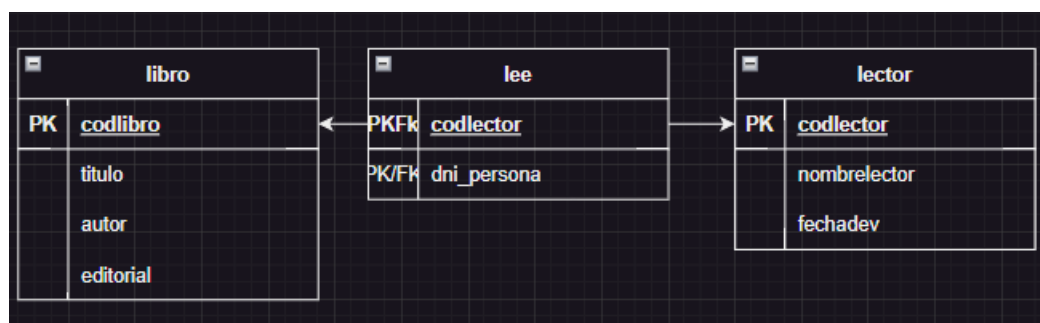 libro
PK codlibro
titulo
autor
editorial
lee
PKFk codlector
PK/FK dni_persona
lector
PK codlector
nombrelector
fechadev